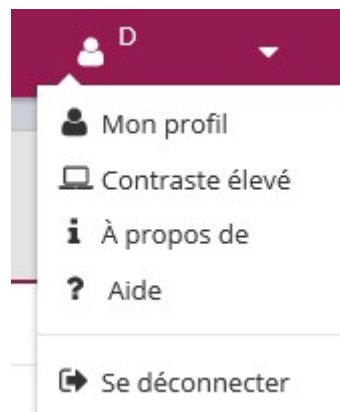 D
Mon profil
Contraste élevé
À propos de
Aide
Se déconnecter